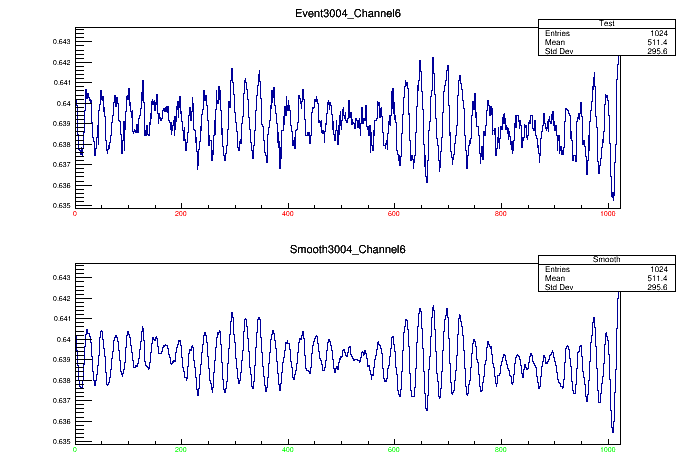 Event3004_Channel6
Test
Entries 1024
Mean 511.4
Std Dev 295.6
0.643
0.642
0.641
0.64
0.639
0.638
0.637
0.636
0.635
0 200 400 600 800 1000
Smooth3004_Channel6
Smooth
Entries 1024
Mean 511.4
Std Dev 295.6
0.643
0.642
0.641
0.64
0.639
0.638
0.637
0.636
0.635
0 200 400 600 800 1000